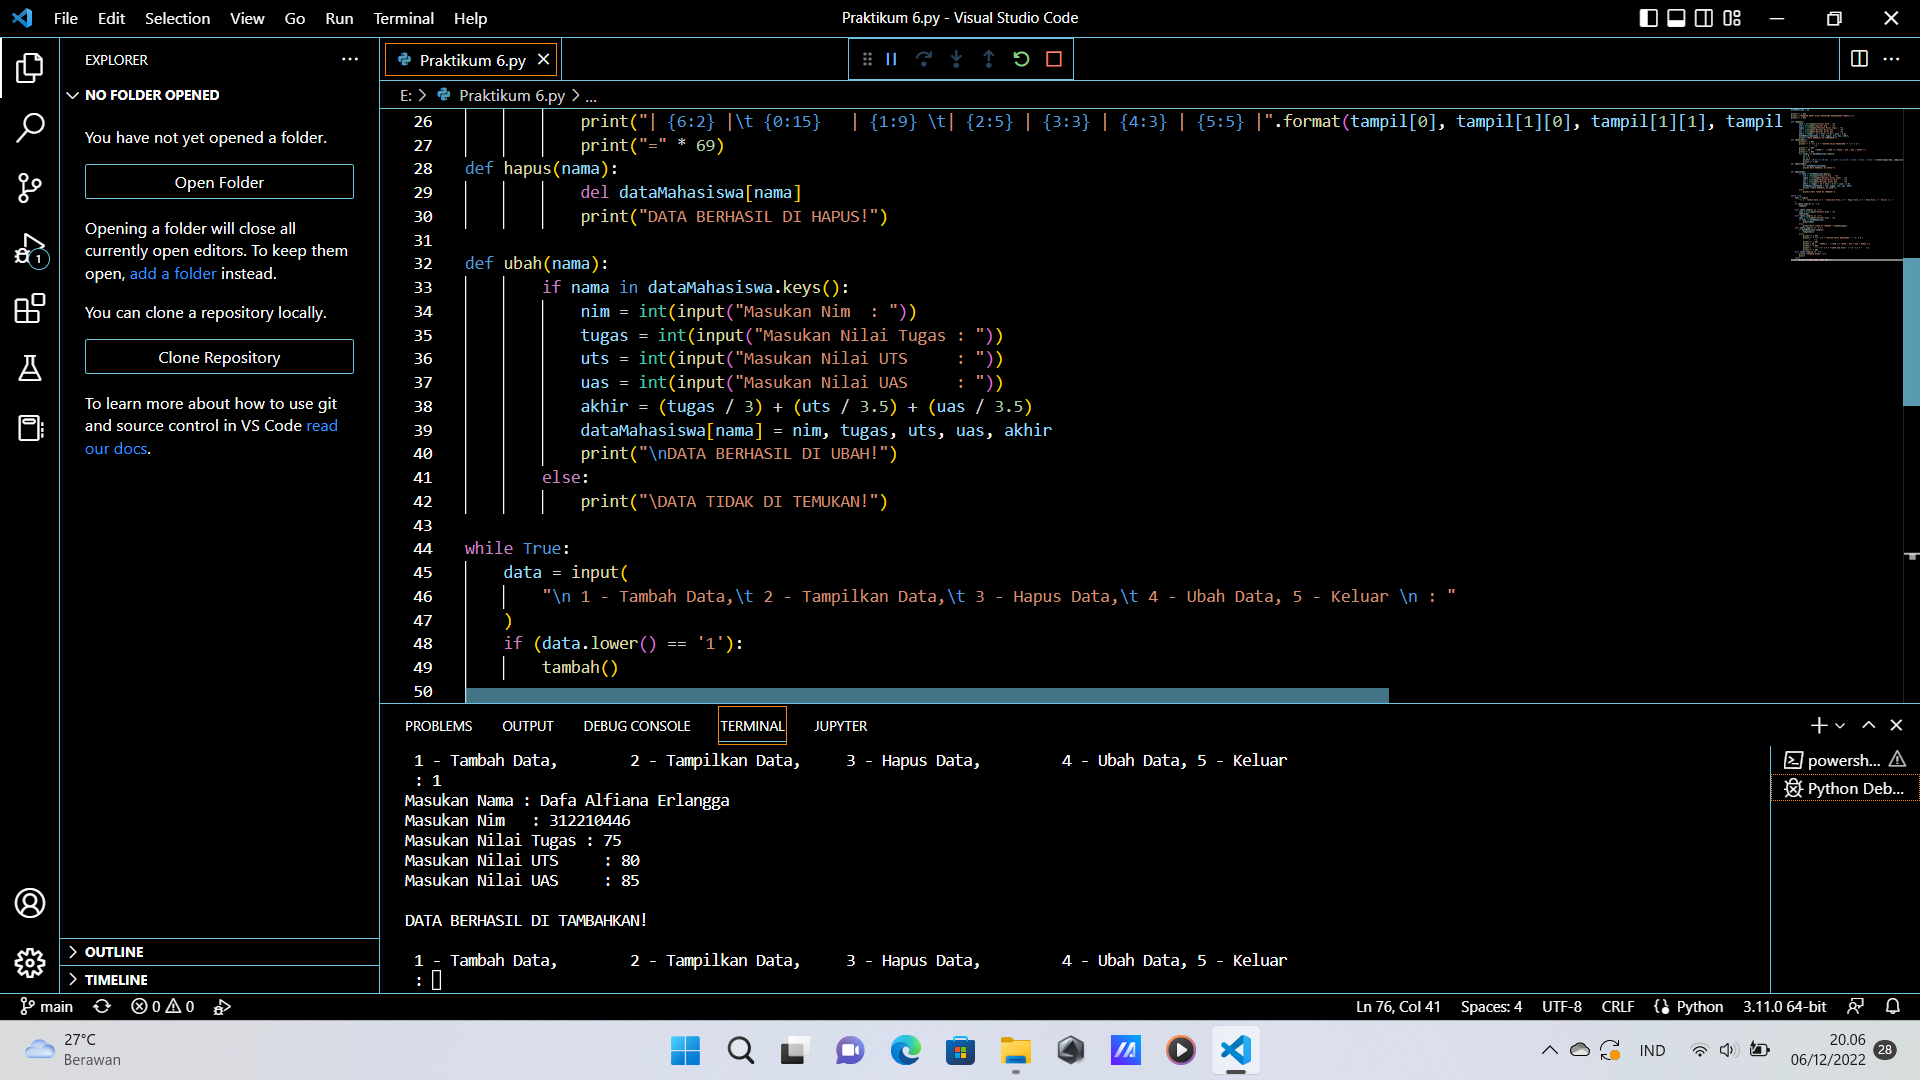 File Edit Selection View Go Run Terminal Help
Praktikum 6.py - Visual Studio Code
EXPLORER
NO FOLDER OPENED
You have not yet opened a folder.
Open Folder
Opening a folder will close all
currently open editors. To keep them
open, add a folder instead.
You can clone a repository locally.
Clone Repository
To learn more about how to use git
and source control in VS Code read
our docs.
OUTLINE
TIMELINE
1
Praktikum 6.py
E: > Praktikum 6.py > ...
26 print("| {6:2} |\t {0:15}   | {1:9} \t| {2:5} | {3:3} | {4:3} | {5:5} |".format(tampil[0], tampil[1][0], tampil[1][1], tampil
27 print("=" * 69)
28 def hapus(nama):
29 del dataMahasiswa[nama]
30 print("DATA BERHASIL DI HAPUS!")
31
32 def ubah(nama):
33 if nama in dataMahasiswa.keys():
34 nim = int(input("Masukan Nim  : "))
35 tugas = int(input("Masukan Nilai Tugas : "))
36 uts = int(input("Masukan Nilai UTS     : "))
37 uas = int(input("Masukan Nilai UAS     : "))
38 akhir = (tugas / 3) + (uts / 3.5) + (uas / 3.5)
39 dataMahasiswa[nama] = nim, tugas, uts, uas, akhir
40 print("\nDATA BERHASIL DI UBAH!")
41 else:
42 print("\DATA TIDAK DI TEMUKAN!")
43
44 while True:
45 data = input(
46 "\n 1 - Tambah Data,\t 2 - Tampilkan Data,\t 3 - Hapus Data,\t 4 - Ubah Data, 5 - Keluar \n : "
47 )
48 if (data.lower() == '1'):
49 tambah()
50
PROBLEMS OUTPUT DEBUG CONSOLE TERMINAL JUPYTER
1 - Tambah Data, 2 - Tampilkan Data, 3 - Hapus Data, 4 - Ubah Data, 5 - Keluar
: 1
Masukan Nama : Dafa Alfiana Erlangga
Masukan Nim   : 312210446
Masukan Nilai Tugas : 75
Masukan Nilai UTS     : 80
Masukan Nilai UAS     : 85
DATA BERHASIL DI TAMBAHKAN!
1 - Tambah Data, 2 - Tampilkan Data, 3 - Hapus Data, 4 - Ubah Data, 5 - Keluar
:
powersh...
Python Deb...
main 0 0 Ln 76, Col 41 Spaces: 4 UTF-8 CRLF Python 3.11.0 64-bit
27°C
Berawan
IND
20.06
06/12/2022
28